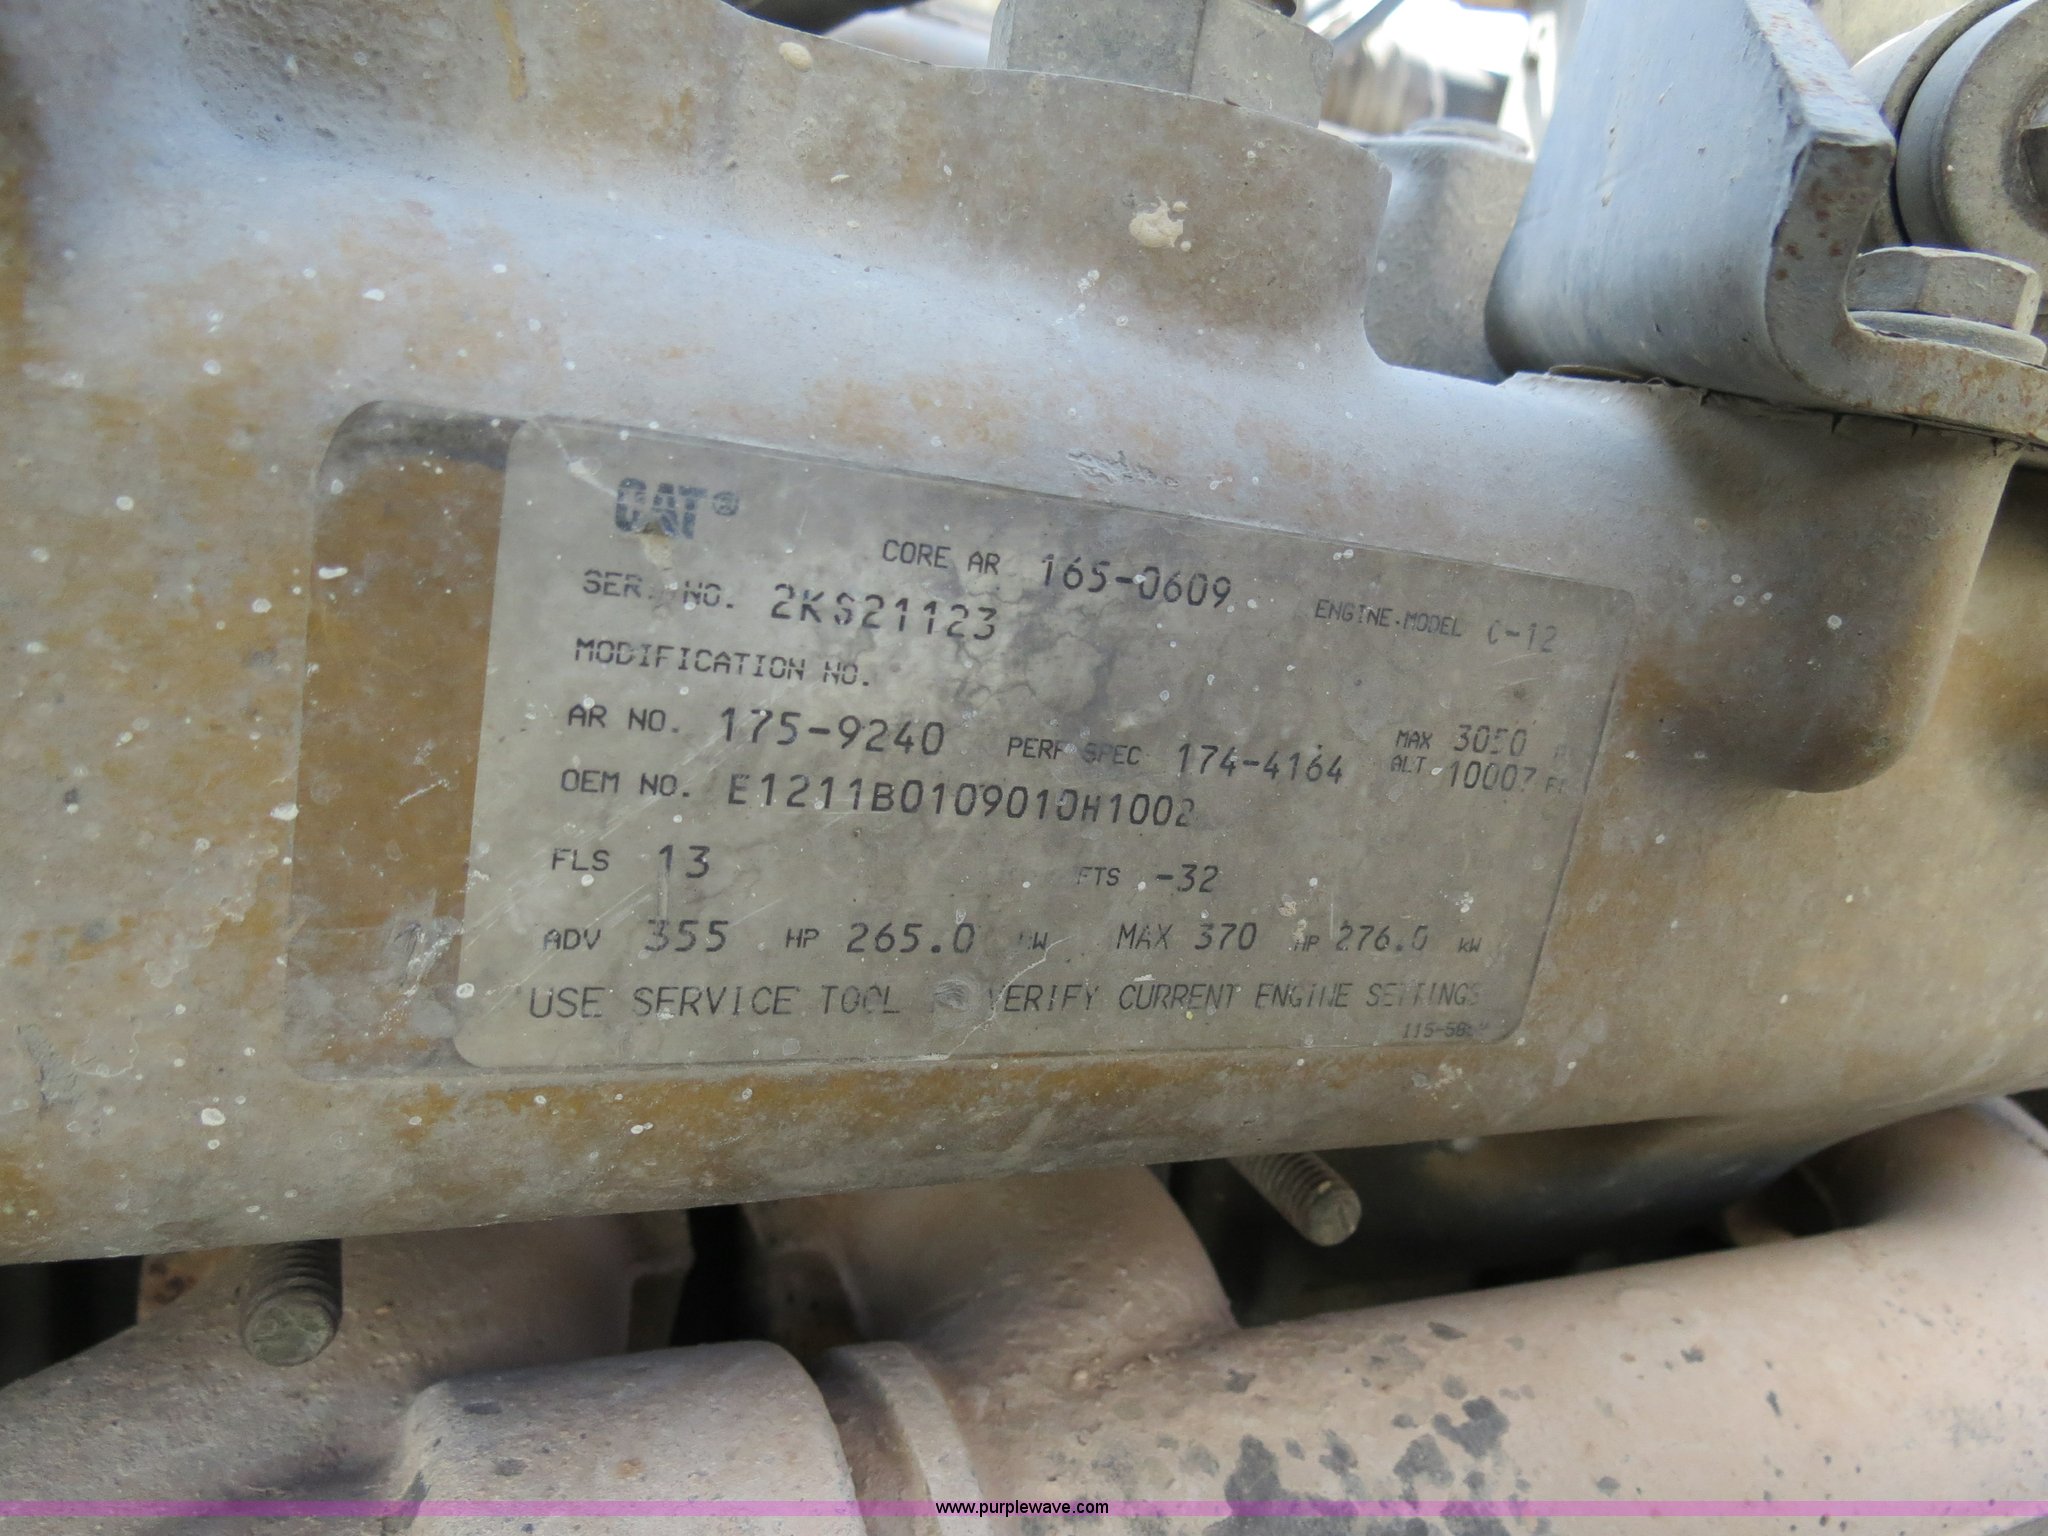 CAT®
CORE AR 165-0609
SER. NO. 2KS21123 ENGINE MODEL C-12
MODIFICATION NO.
AR NO. 175-9240 PERF SPEC 174-4164 MAX ALT 3050
10007
OEM NO. E1211B0109010H1002
FLS 13 FTS -32
ADV 355 HP 265.0 KW MAX 370 HP 276.0 KW
USE SERVICE TOOL VERIFY CURRENT ENGINE SETTINGS
www.purplewave.com